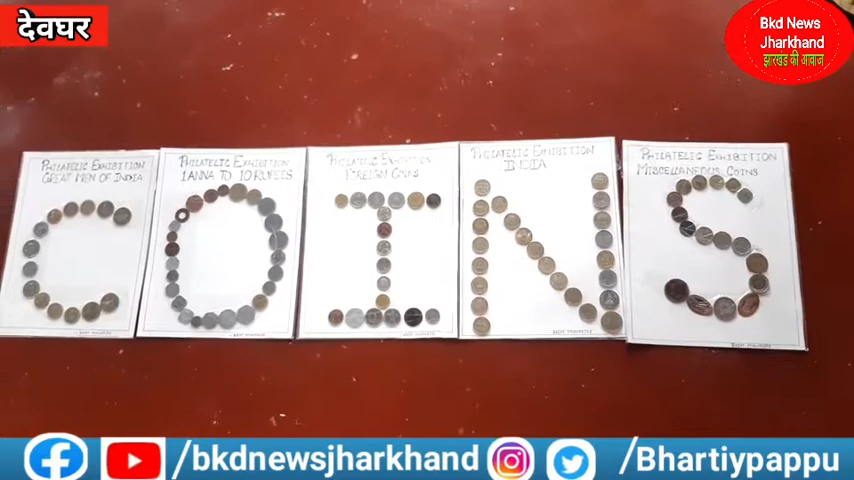 देवघर
Bkd News
Jharkhand
झारखंड की आवाज
PHILATELIC EXHIBITION
GREAT MEN OF INDIA
PHILATELIC EXHIBITION
1 ANNA TO 10 RUPEES
PHILATELIC EXHIBITION
FOREIGN COINS
PHILATELIC EXHIBITION
INDIA
PHILATELIC EXHIBITION
MISCELLANEOUS COINS
COINS
/bkdnewsjharkhand
/Bhartiypappu